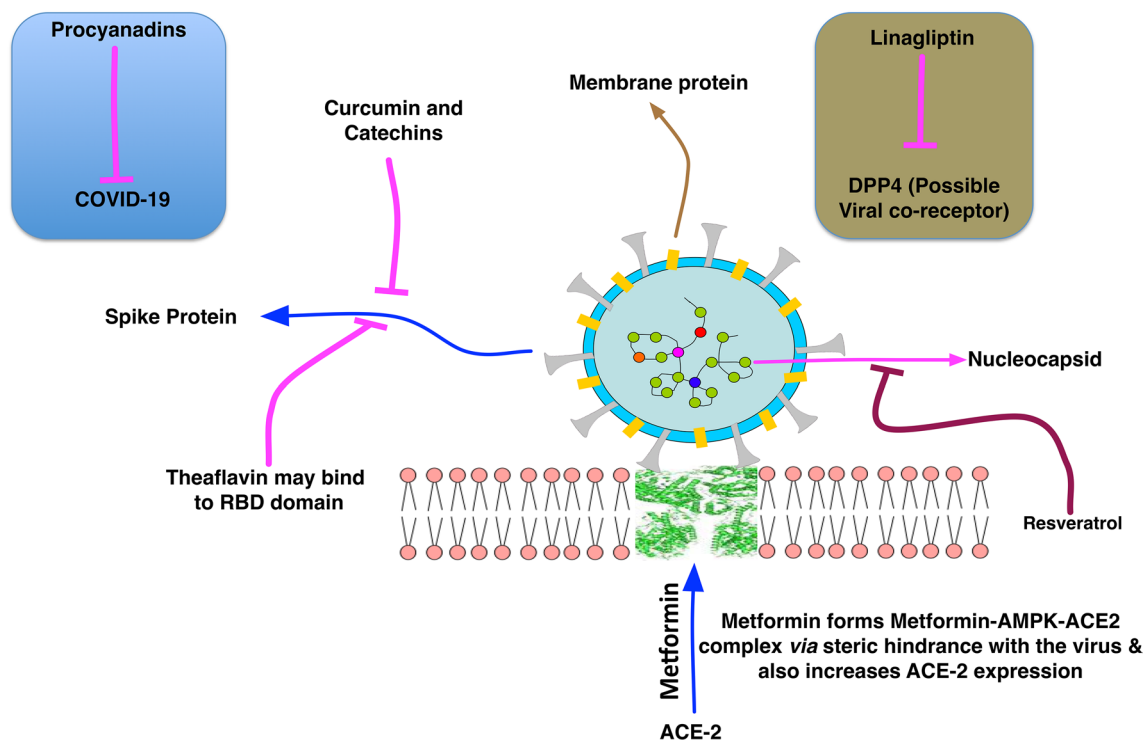 Procyanadins
COVID-19
Curcumin and
Catechins
Membrane protein
Linagliptin
DPP4 (Possible
Viral co-receptor)
Spike Protein
Nucleocapsid
Theaflavin may bind
to RBD domain
Resveratrol
Metformin
Metformin forms Metformin-AMPK-ACE2
complex via steric hindrance with the virus &
also increases ACE-2 expression
ACE-2